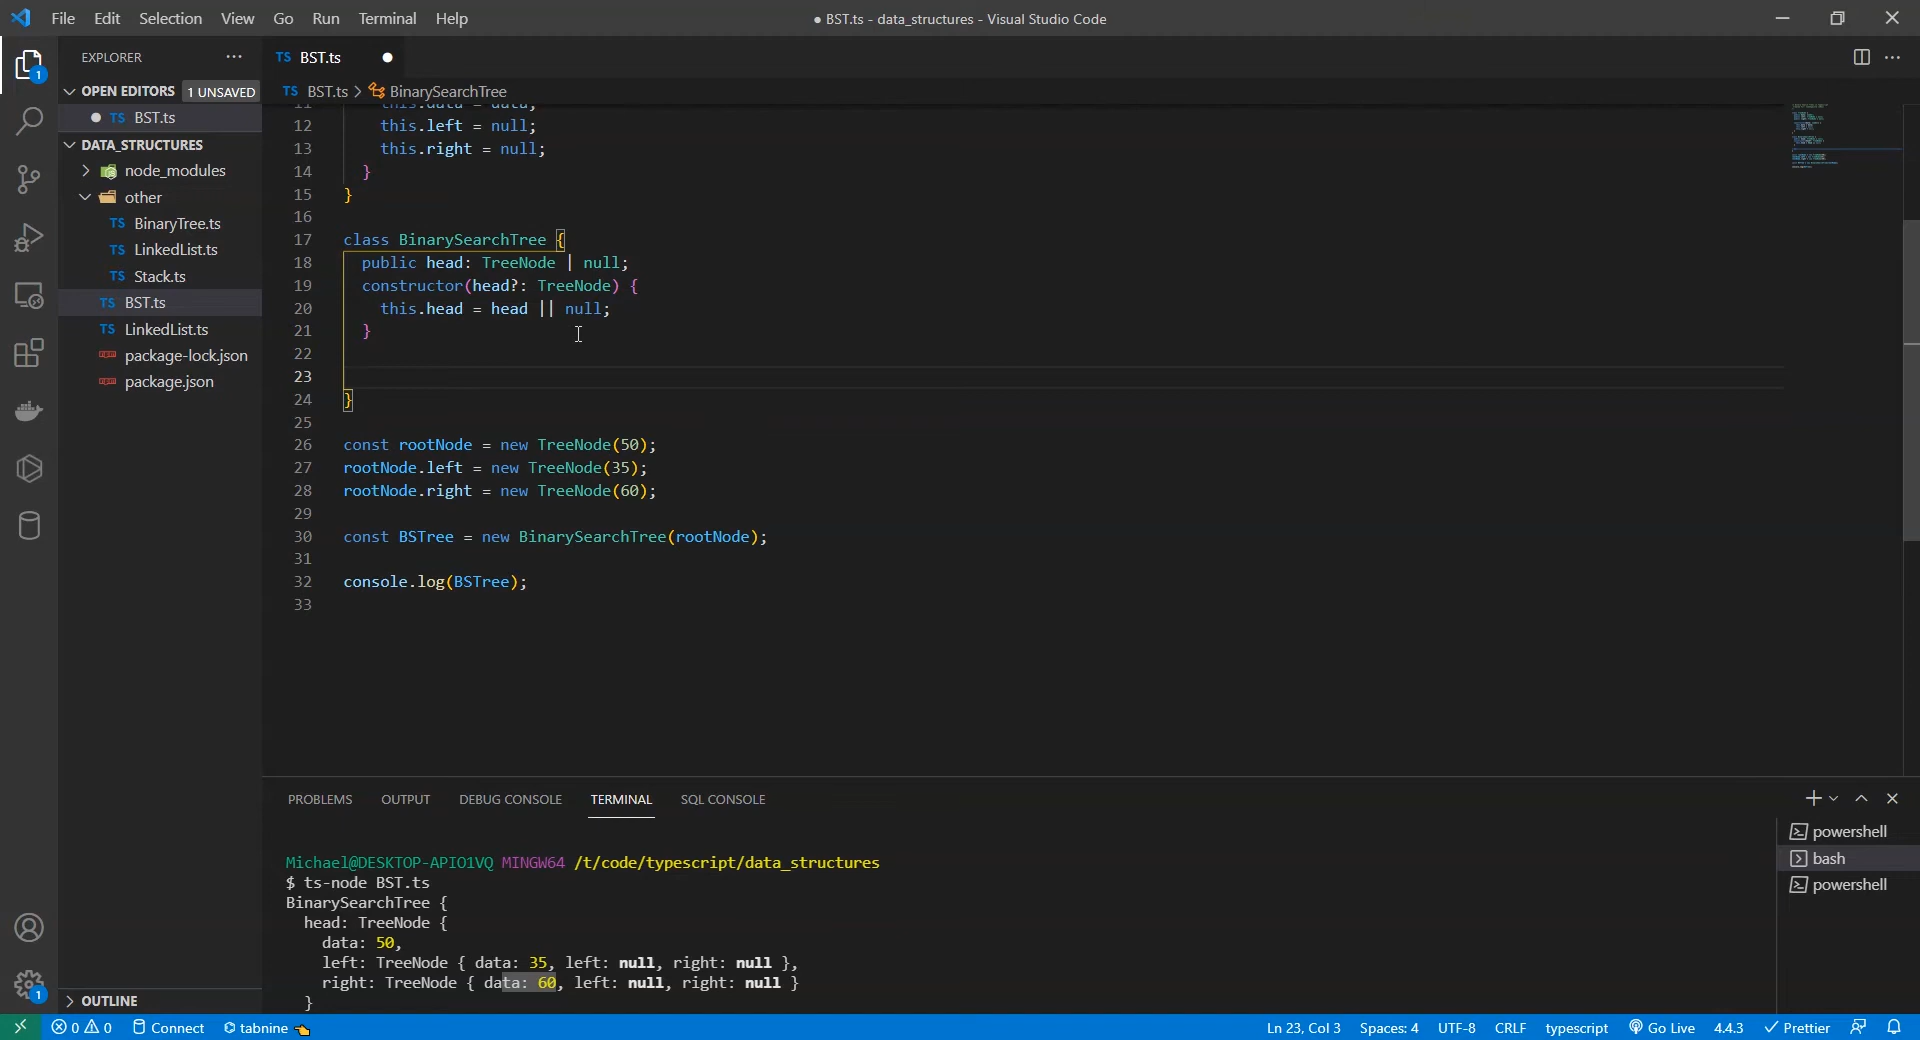 File Edit Selection View Go Run Terminal Help
● BST.ts - data_structures - Visual Studio Code
EXPLORER
TS BST.ts
OPEN EDITORS 1 UNSAVED
TS BST.ts > BinarySearchTree
● TS BST.ts
DATA_STRUCTURES
node_modules
other
TS BinaryTree.ts
TS LinkedList.ts
TS Stack.ts
TS BST.ts
TS LinkedList.ts
package-lock.json
package.json
OUTLINE
11 this.data = data;
12 this.left = null;
13 this.right = null;
14 }
15 }
16
17 class BinarySearchTree {
18 public head: TreeNode | null;
19 constructor(head?: TreeNode) {
20 this.head = head || null;
21 }
22
23
24 }
25
26 const rootNode = new TreeNode(50);
27 rootNode.left = new TreeNode(35);
28 rootNode.right = new TreeNode(60);
29
30 const BSTree = new BinarySearchTree(rootNode);
31
32 console.log(BSTree);
33
PROBLEMS OUTPUT DEBUG CONSOLE TERMINAL SQL CONSOLE
powershell
bash
powershell
Michael@DESKTOP-APIO1VQ MINGW64 /t/code/typescript/data_structures
$ ts-node BST.ts
BinarySearchTree {
head: TreeNode {
data: 50,
left: TreeNode { data: 35, left: null, right: null },
right: TreeNode { data: 60, left: null, right: null }
}
0 0 Connect tabnine Ln 23, Col 3 Spaces: 4 UTF-8 CRLF typescript Go Live 4.4.3 Prettier